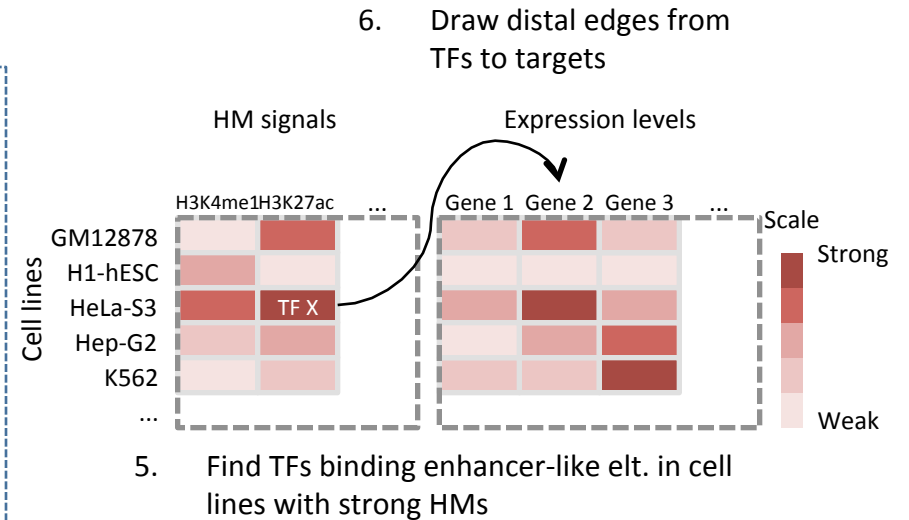 6. Draw distal edges from
TFs to targets
HM signals
Expression levels
H3K4me1 H3K27ac ...
Gene 1 Gene 2 Gene 3 ...
Scale
Strong
Weak
Cell lines
GM12878
H1-hESC
HeLa-S3
TF X
Hep-G2
K562
...
5. Find TFs binding enhancer-like elt. in cell
lines with strong HMs